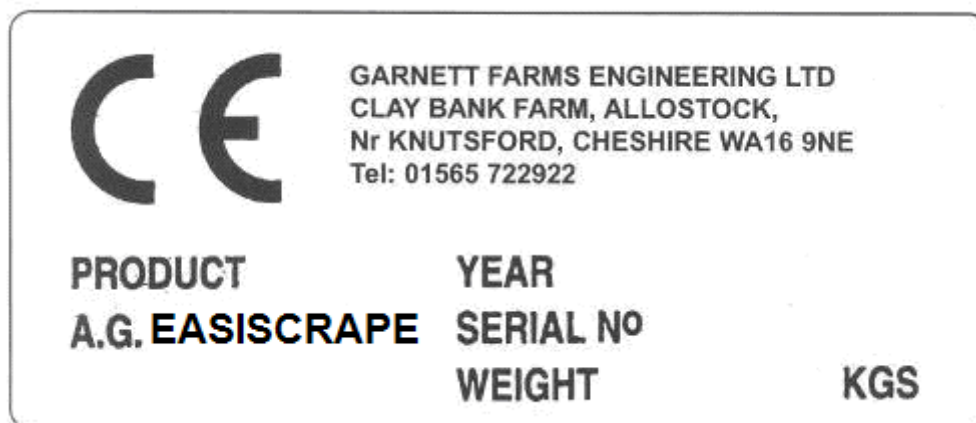 CE
GARNETT FARMS ENGINEERING LTD
CLAY BANK FARM, ALLOSTOCK,
Nr KNUTSFORD, CHESHIRE WA16 9NE
Tel: 01565 722922
PRODUCT YEAR
A.G. EASISCRAPE SERIAL Nº
WEIGHT KGS